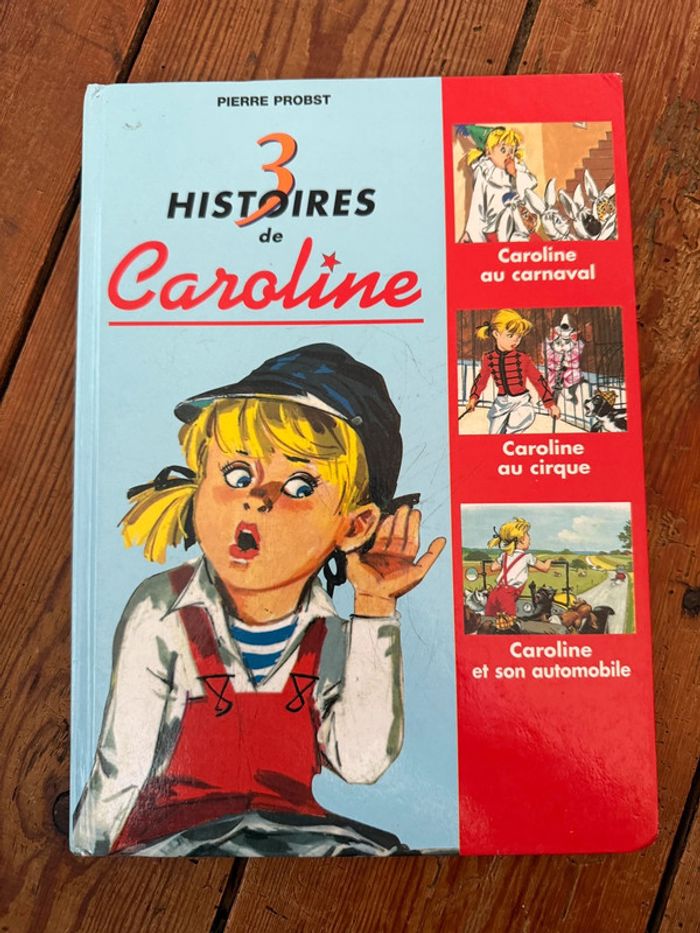 PIERRE PROBST
3
HISTOIRES
de
Caroline
Caroline
au carnaval
Caroline
au cirque
Caroline
et son automobile